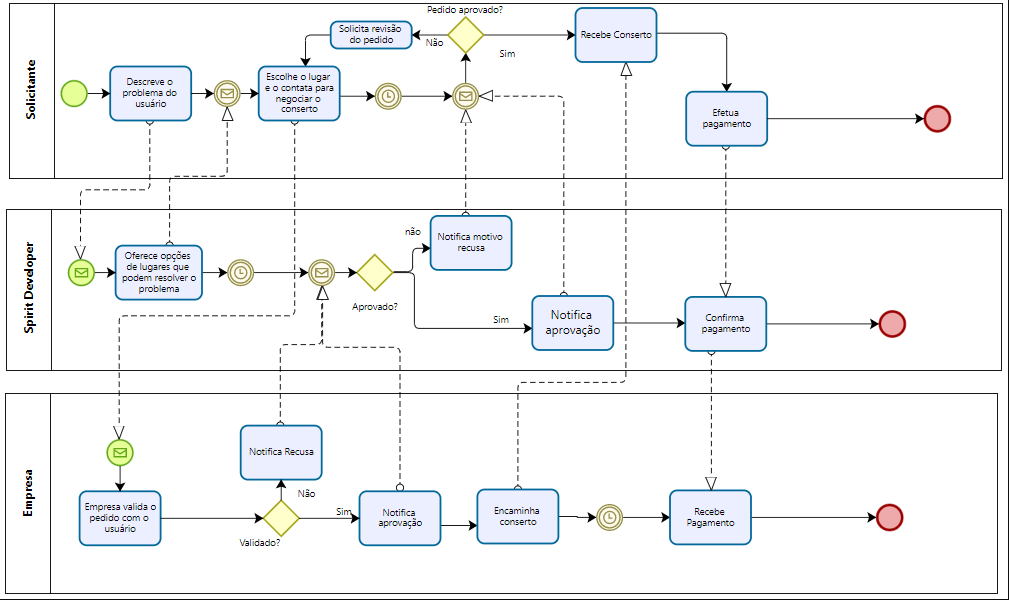 Solicitante
Pedido aprovado?
Solicita revisão
do pedido
Não
Sim
Recebe Conserto
Descreve o
problema do
usuário
Escolhe o lugar
e o contata para
negociar o
conserto
Efetua
pagamento
Spirit Developer
Oferece opções
de lugares que
podem resolver o
problema
Aprovado?
não
Notifica motivo
recusa
Sim
Notifica
aprovação
Confirma
pagamento
Empresa
Empresa valida o
pedido com o
usuário
Notifica Recusa
Não
Validado?
Sim
Notifica
aprovação
Encaminha
conserto
Recebe
Pagamento